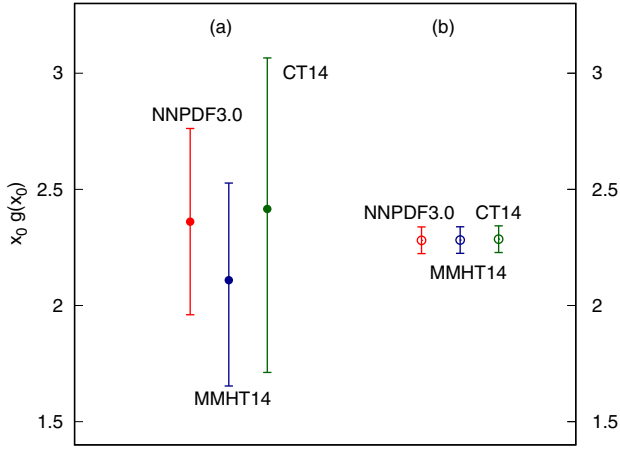 (a) (b)
3 CT14 3
NNPDF3.0
2.5 2.5
NNPDF3.0 CT14
x0 g(x0)
MMHT14
2 2
MMHT14
1.5 1.5